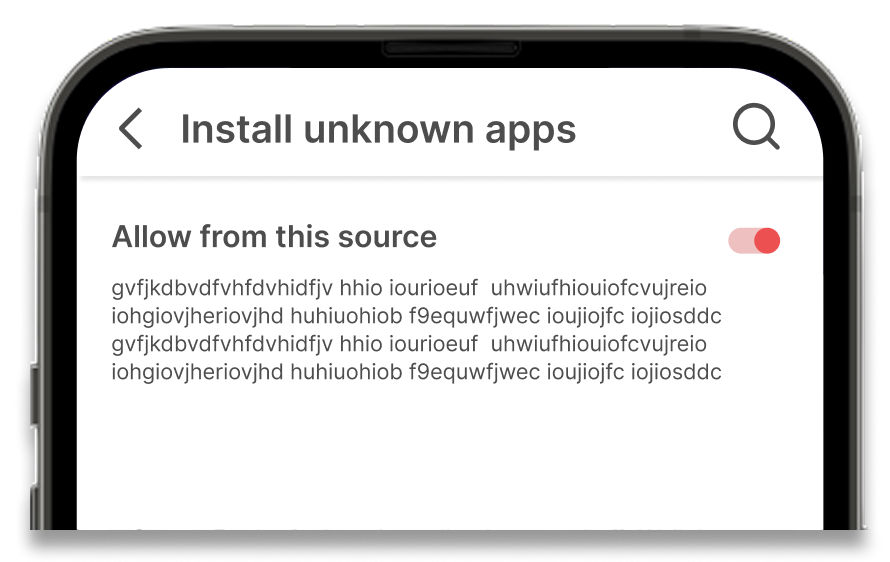 Install unknown apps
Allow from this source
gvfjkdbvdfvhfdvhidfjv hhio iourioeuf  uhwiufhiouiofcvujreio
iohgiovjheriovjhd huhiuohiob f9equwfjwec ioujiojfc iojiosddc
gvfjkdbvdfvhfdvhidfjv hhio iourioeuf  uhwiufhiouiofcvujreio
iohgiovjheriovjhd huhiuohiob f9equwfjwec ioujiojfc iojiosddc